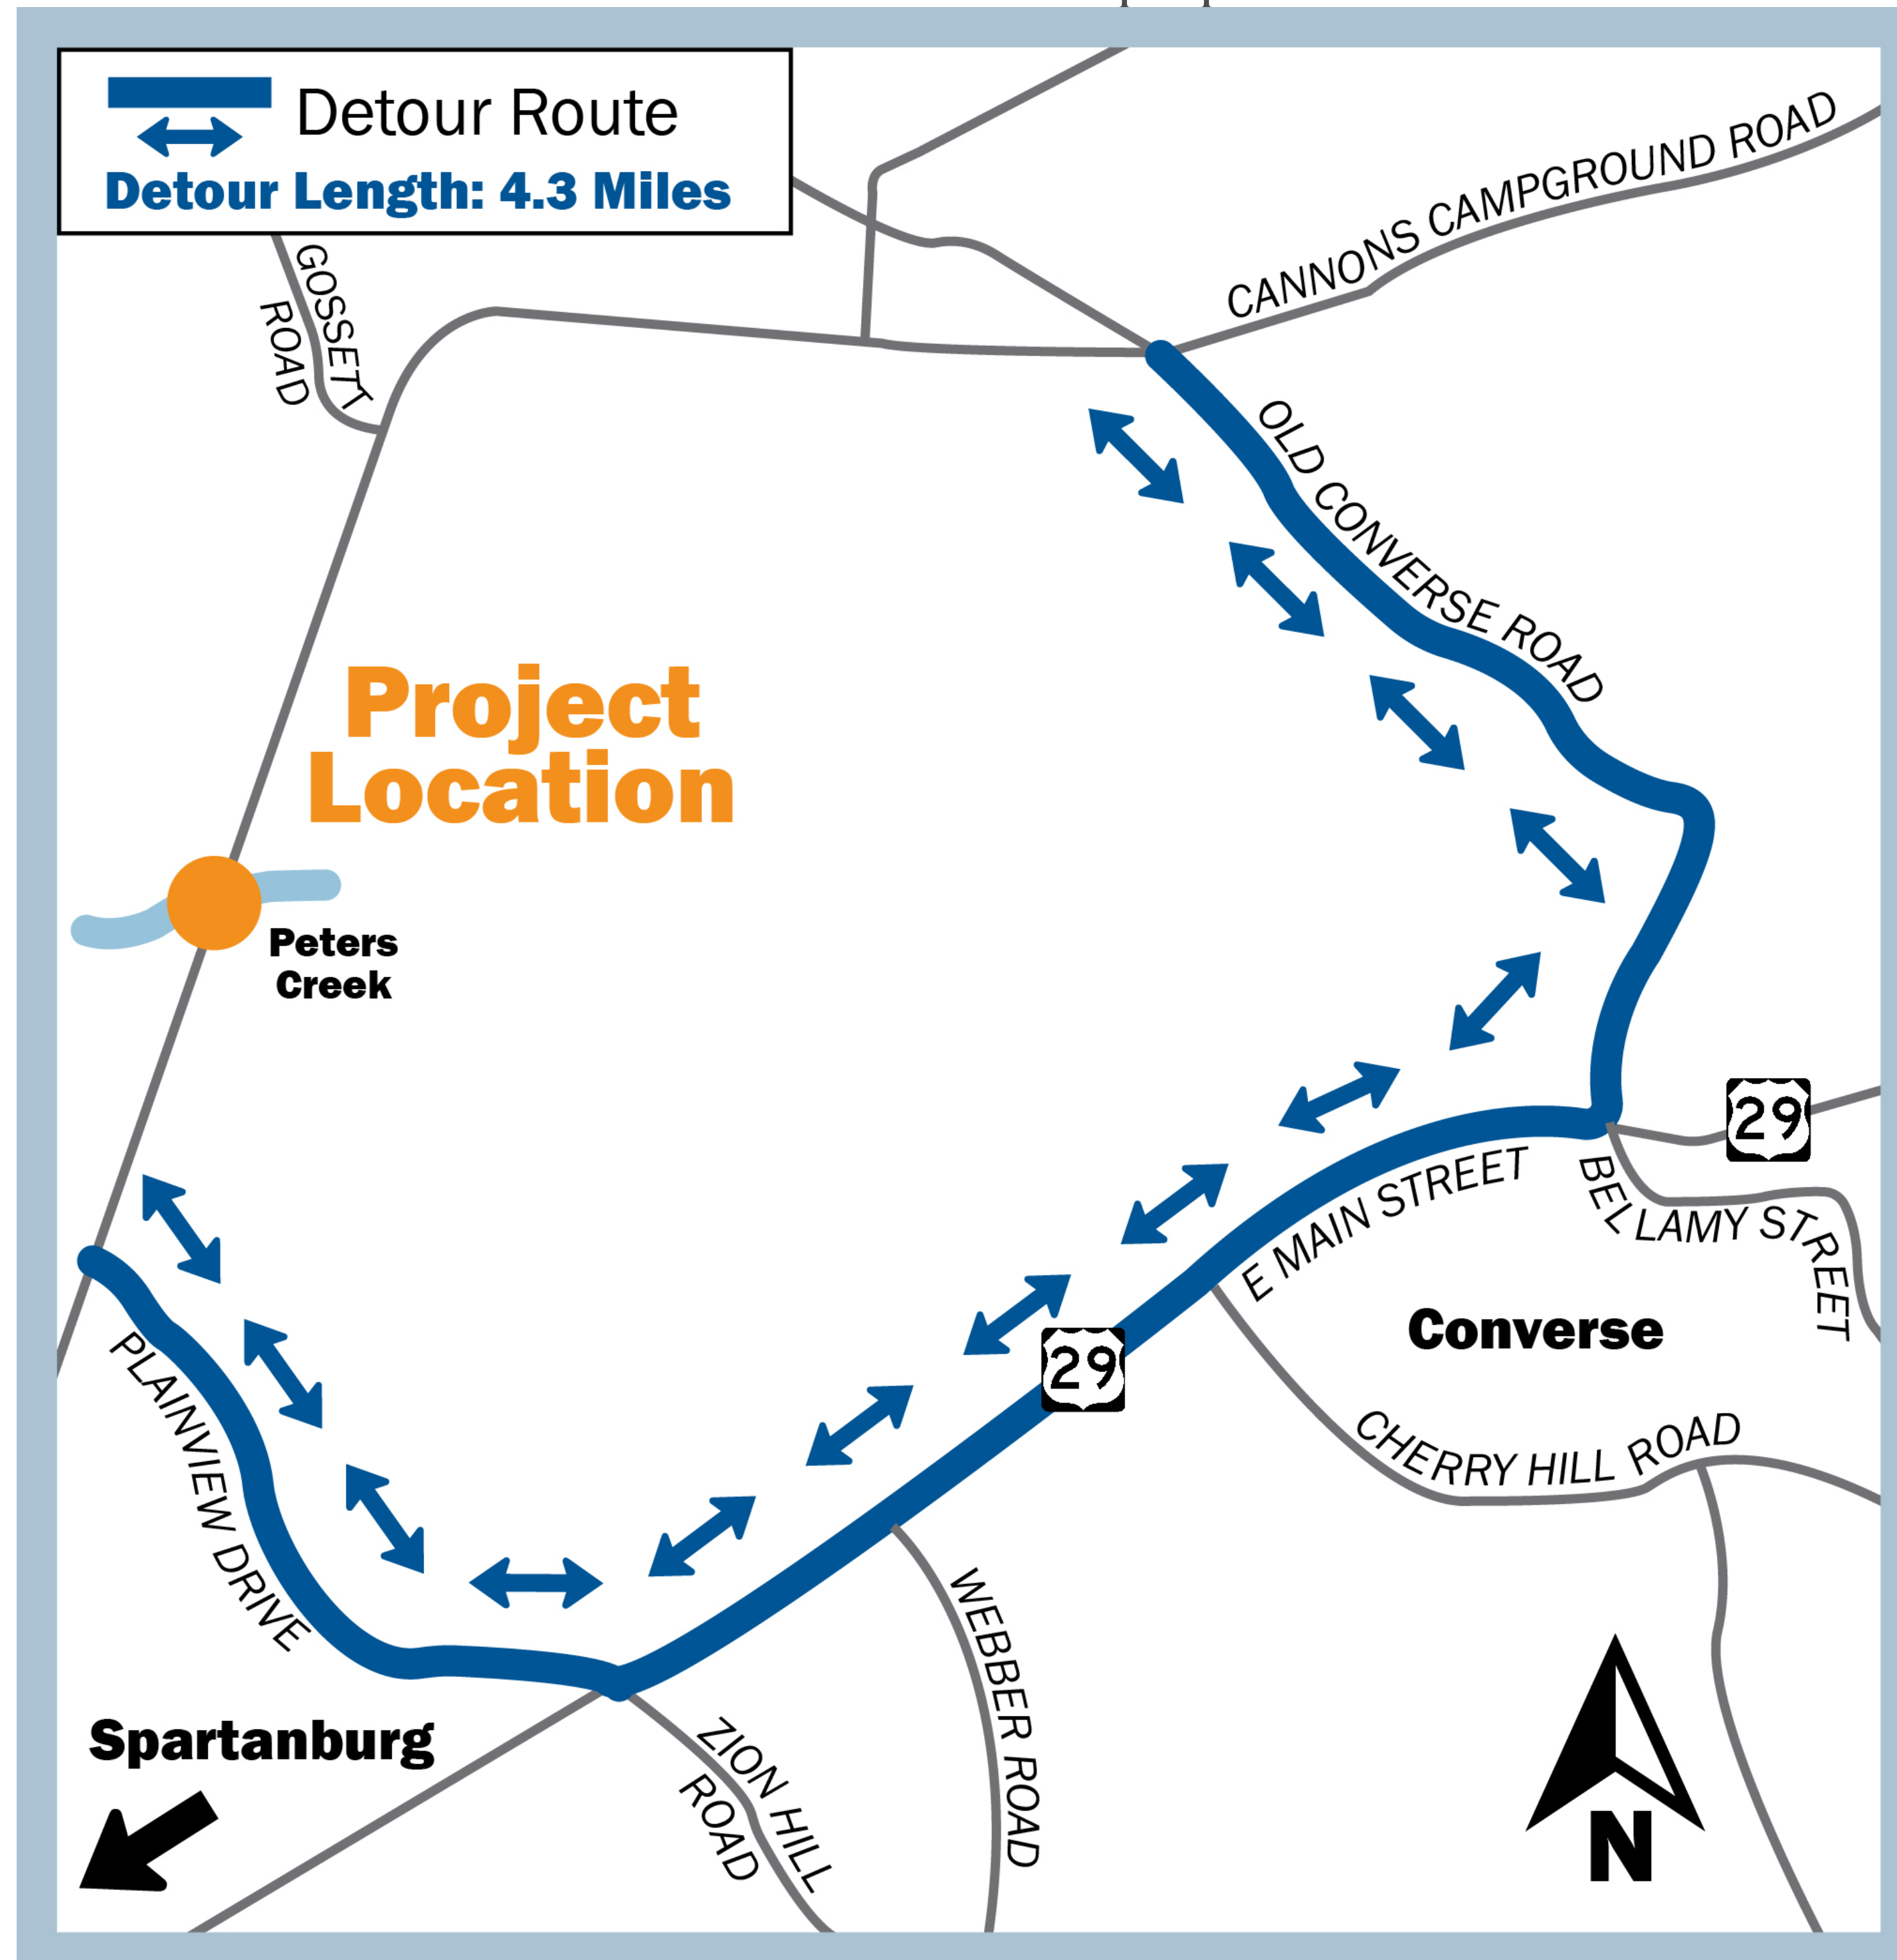 Detour Route
Detour Length: 4.3 Miles
GOSSETT
ROAD
CANNONS CAMPGROUND ROAD
OLD CONVERSE ROAD
Project
Location
Peters
Creek
29
E MAIN STREET
BELLAMY STREET
Converse
29
PLAINVIEW DRIVE
CHERRY HILL ROAD
WEBBER ROAD
Spartanburg
ZION HILL
ROAD
N